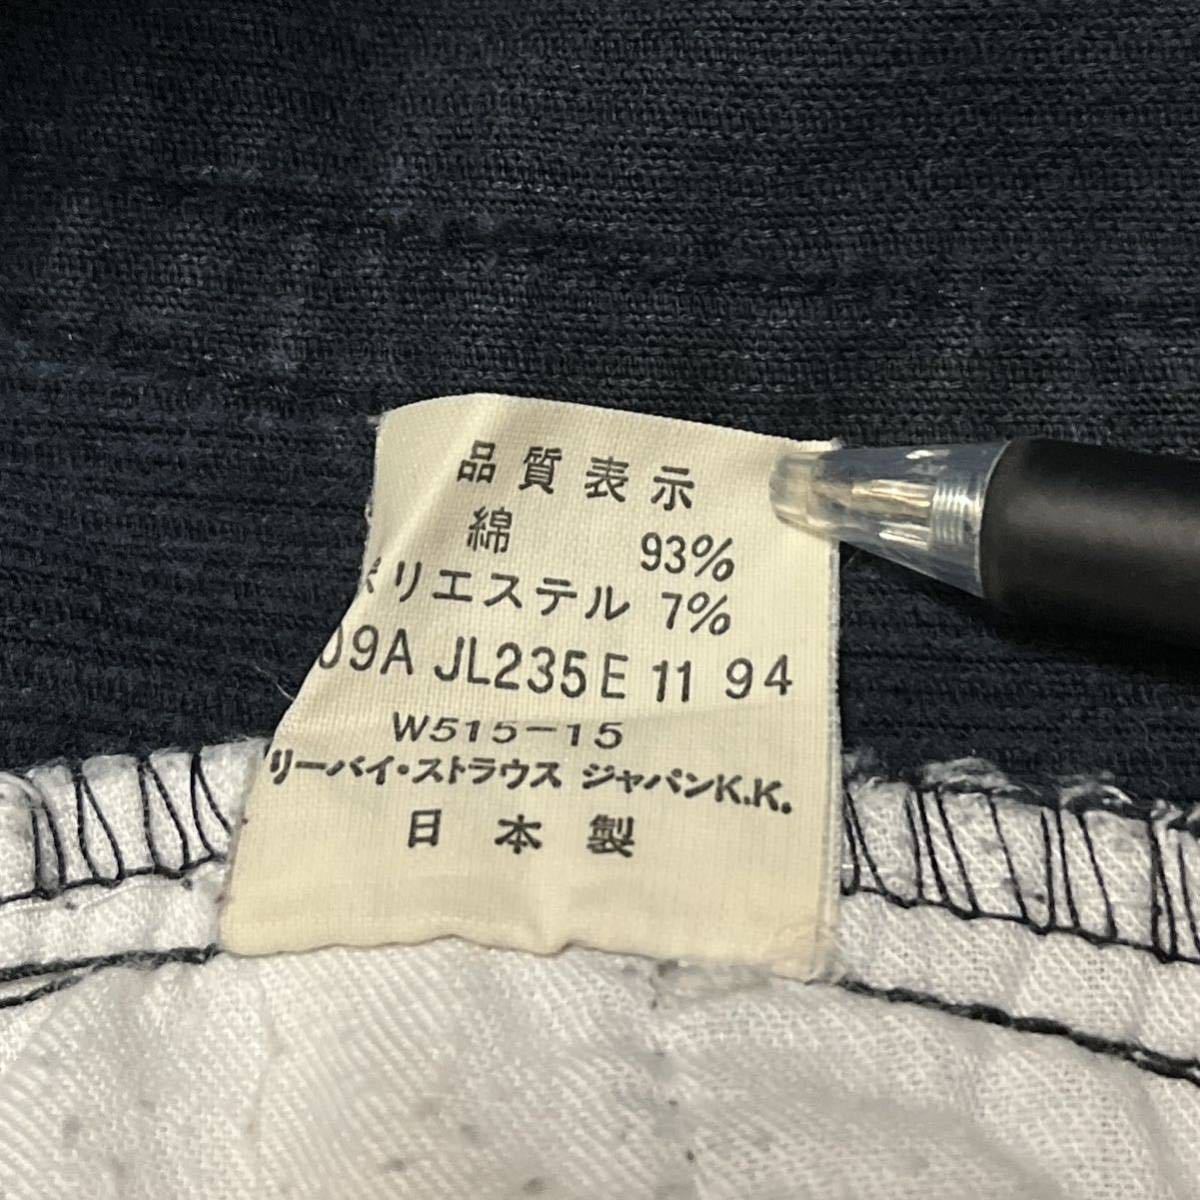 品質表示
綿 93%
ポリエステル 7%
09A JL235E 11 94
W515-15
リーバイ・ストラウス ジャパンK.K.
日本製